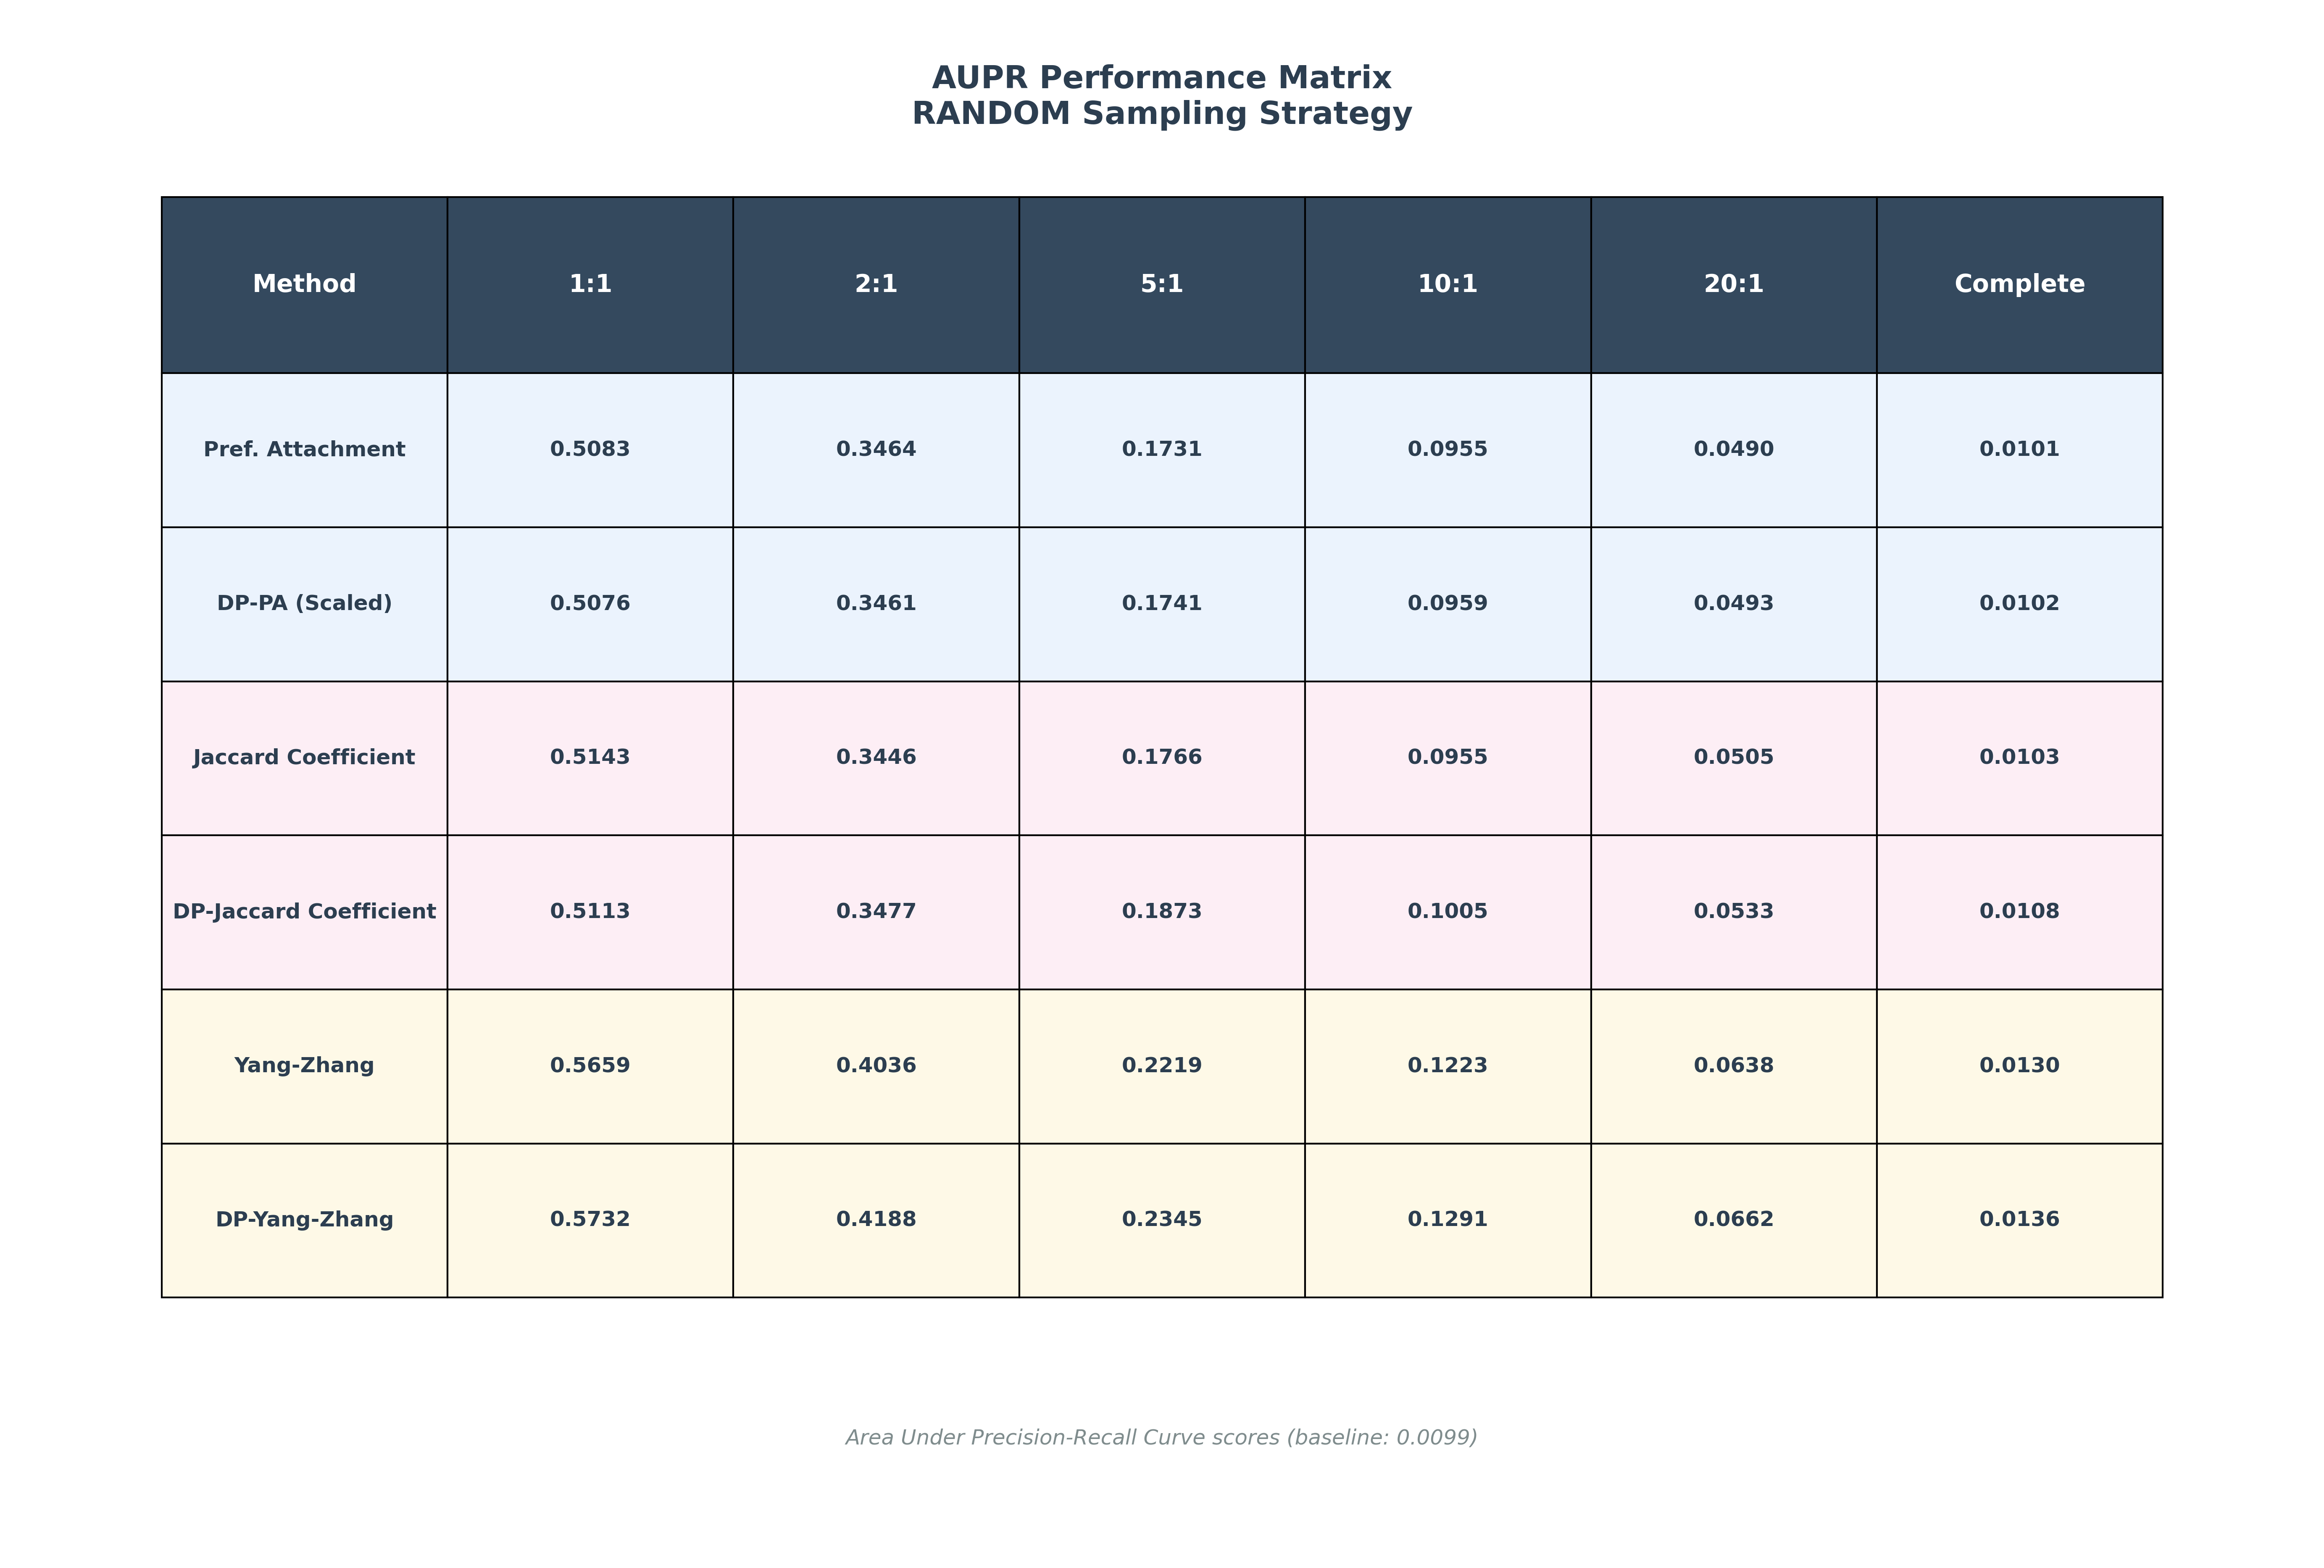 AUPR Performance Matrix
RANDOM Sampling Strategy
Method 1:1 2:1 5:1 10:1 20:1 Complete
Pref. Attachment 0.5083 0.3464 0.1731 0.0955 0.0490 0.0101
DP-PA (Scaled) 0.5076 0.3461 0.1741 0.0959 0.0493 0.0102
Jaccard Coefficient 0.5143 0.3446 0.1766 0.0955 0.0505 0.0103
DP-Jaccard Coefficient 0.5113 0.3477 0.1873 0.1005 0.0533 0.0108
Yang-Zhang 0.5659 0.4036 0.2219 0.1223 0.0638 0.0130
DP-Yang-Zhang 0.5732 0.4188 0.2345 0.1291 0.0662 0.0136
Area Under Precision-Recall Curve scores (baseline: 0.0099)